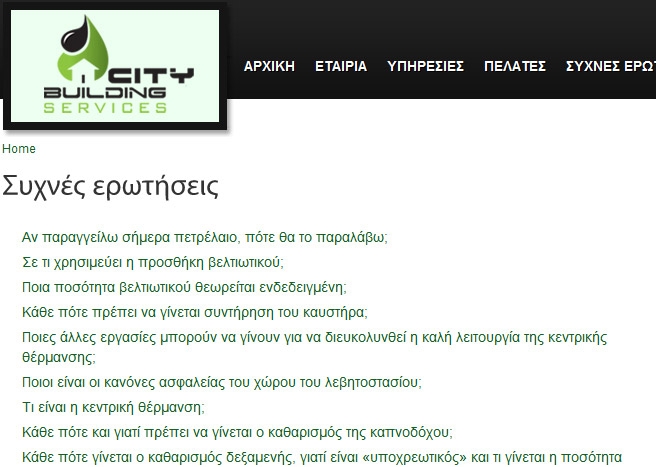 CITY
BUILDING
SERVICES
ΑΡΧΙΚΗ ΕΤΑΙΡΙΑ ΥΠΗΡΕΣΙΕΣ ΠΕΛΑΤΕΣ ΣΥΧΝΕΣ ΕΡΩΤ
Home
Συχνές ερωτήσεις
Αν παραγγείλω σήμερα πετρέλαιο, πότε θα το παραλάβω;
Σε τι χρησιμεύει η προσθήκη βελτιωτικού;
Ποια ποσότητα βελτιωτικού θεωρείται ενδεδειγμένη;
Κάθε πότε πρέπει να γίνεται συντήρηση του καυστήρα;
Ποιες άλλες εργασίες μπορούν να γίνουν για να διευκολυνθεί η καλή λειτουργία της κεντρικής
θέρμανσης;
Ποιοι είναι οι κανόνες ασφαλείας του χώρου του λεβητοστασίου;
Τι είναι η κεντρική θέρμανση;
Κάθε πότε και γιατί πρέπει να γίνεται ο καθαρισμός της καπνοδόχου;
Κάθε πότε γίνεται ο καθαρισμός δεξαμενής, γιατί είναι «υποχρεωτικός» και τι γίνεται η ποσότητα